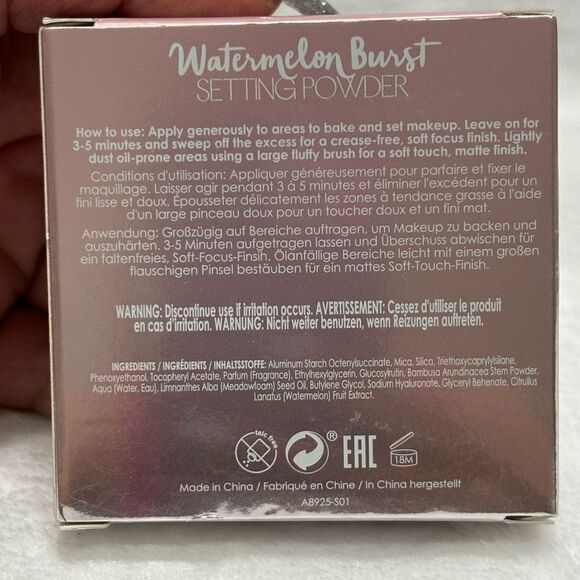 Watermelon Burst
SETTING POWDER
How to use: Apply generously to areas to bake and set makeup. Leave on for
3-5 minutes and sweep off the excess for a crease-free, soft focus finish. Lightly
dust oil-prone areas using a large fluffy brush for a soft touch, matte finish.
Conditions d'utilisation: Appliquer généreusement pour parfaire et fixer le
maquillage. Laisser agir pendant 3 à 5 minutes et éliminer l'excédent pour un
fini lisse et doux. Épousseter délicatement les zones à tendance grasse à l'aide
d'un large pinceau doux pour un toucher doux et un fini mat.
Anwendung: Großzügig auf Bereiche auftragen, um Makeup zu backen und
auszuhärten. 3-5 Minuten aufgetragen lassen und Überschuss abwischen für
ein faltenfreies, Soft-Focus-Finsih. Ölanfällige Bereiche leicht mit einem großen
flauschigen Pinsel bestäuben für ein mattes Soft-Touch-Finish.
WARNING: Discontinue use if irritation occurs. AVERTISSEMENT: Cessez d'utiliser le produit
en cas d'irritation. WARNUNG: Nicht weiter benutzen, wenn Reizungen auftreten.
INGREDIENTS / INGRÉDIENTS / INHALTSSTOFFE: Aluminum Starch Octenylsuccinate, Mica, Silica, Triethoxycaprylylsilane,
Phenoxyethanol, Tocopheryl Acetate, Parfum (Fragrance), Ethylhexylglycerin, Glucosylrutin, Bambusa Arundinacea Stem Powder,
Aqua (Water, Eau), Limnanthes Alba (Meadowfoam) Seed Oil, Butylene Glycol, Sodium Hyaluronate, Glyceryl Behenate, Citrullus
Lanatus (Watermelon) Fruit Extract.
talc free
® EAC 18M
Made in China / Fabriqué en Chine / In China hergestellt
A8925-S01